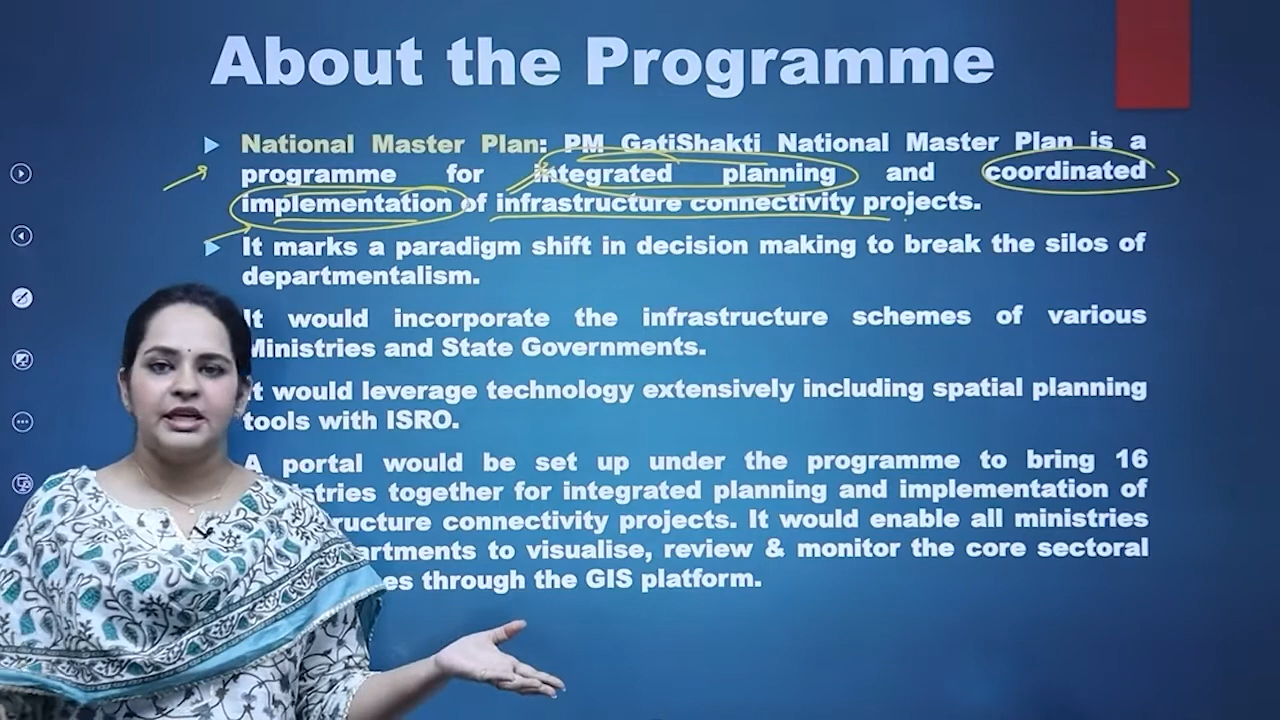 About the Programme
National Master Plan: PM GatiShakti National Master Plan is a
programme for integrated planning and coordinated
implementation of infrastructure connectivity projects.
It marks a paradigm shift in decision making to break the silos of
departmentalism.
It would incorporate the infrastructure schemes of various
Ministries and State Governments.
It would leverage technology extensively including spatial planning
tools with ISRO.
A portal would be set up under the programme to bring 16
together for integrated planning and implementation of
connectivity projects. It would enable all ministries
to visualise, review & monitor the core sectoral
through the GIS platform.